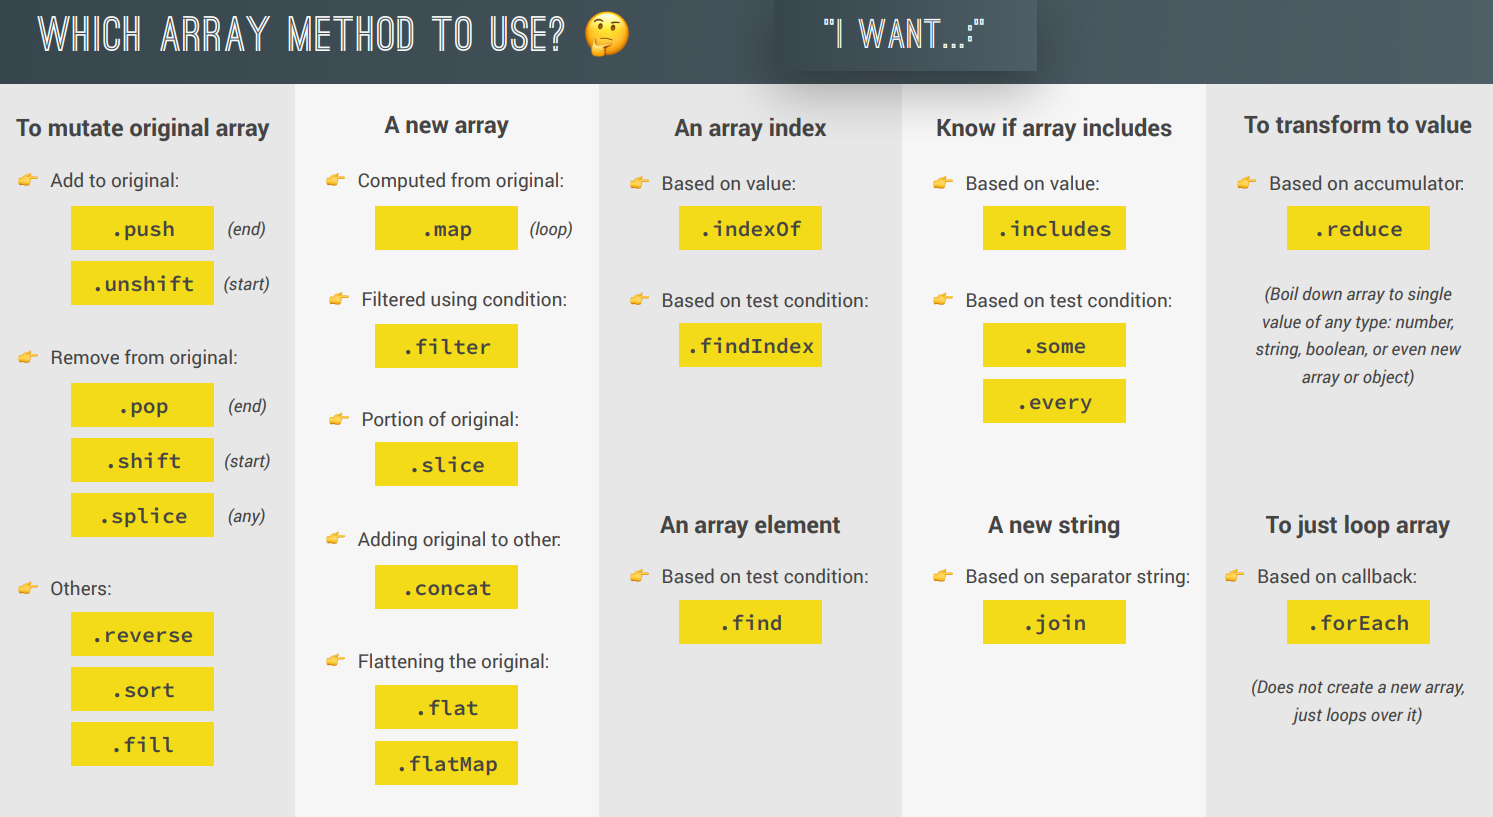 WHICH ARRAY METHOD TO USE? 🤔
"I WANT...:"
To mutate original array
👉 Add to original:
.push (end)
.unshift (start)
👉 Remove from original:
.pop (end)
.shift (start)
.splice (any)
👉 Others:
.reverse
.sort
.fill
A new array
👉 Computed from original:
.map (loop)
👉 Filtered using condition:
.filter
👉 Portion of original:
.slice
👉 Adding original to other:
.concat
👉 Flattening the original:
.flat
.flatMap
An array index
👉 Based on value:
.indexOf
👉 Based on test condition:
.findIndex
An array element
👉 Based on test condition:
.find
Know if array includes
👉 Based on value:
.includes
👉 Based on test condition:
.some
.every
A new string
👉 Based on separator string:
.join
To transform to value
👉 Based on accumulator:
.reduce
(Boil down array to single
value of any type: number,
string, boolean, or even new
array or object)
To just loop array
👉 Based on callback:
.forEach
(Does not create a new array,
just loops over it)